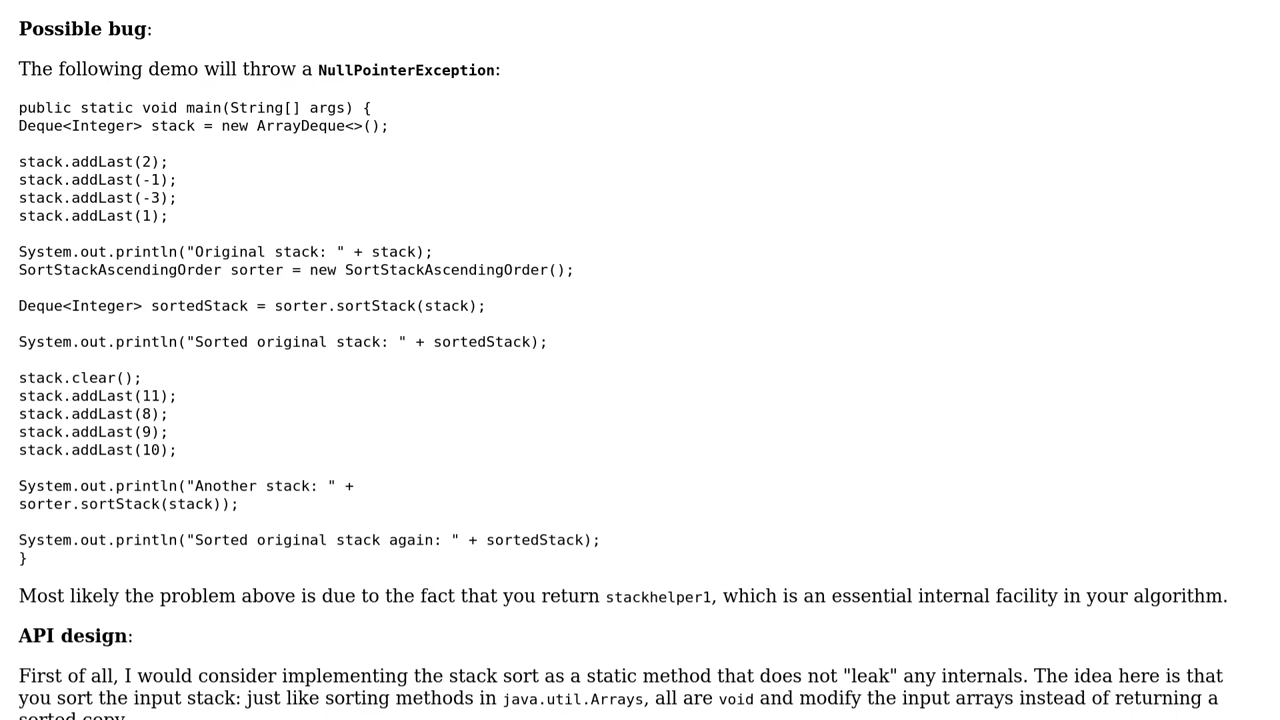 Possible bug:
The following demo will throw a NullPointerException:
public static void main(String[] args) {
Deque<Integer> stack = new ArrayDeque<>();
stack.addLast(2);
stack.addLast(-1);
stack.addLast(-3);
stack.addLast(1);
System.out.println("Original stack: " + stack);
SortStackAscendingOrder sorter = new SortStackAscendingOrder();
Deque<Integer> sortedStack = sorter.sortStack(stack);
System.out.println("Sorted original stack: " + sortedStack);
stack.clear();
stack.addLast(11);
stack.addLast(8);
stack.addLast(9);
stack.addLast(10);
System.out.println("Another stack: " +
sorter.sortStack(stack));
System.out.println("Sorted original stack again: " + sortedStack);
}
Most likely the problem above is due to the fact that you return stackhelper1, which is an essential internal facility in your algorithm.
API design:
First of all, I would consider implementing the stack sort as a static method that does not "leak" any internals. The idea here is that
you sort the input stack: just like sorting methods in java.util.Arrays, all are void and modify the input arrays instead of returning a
sorted copy.